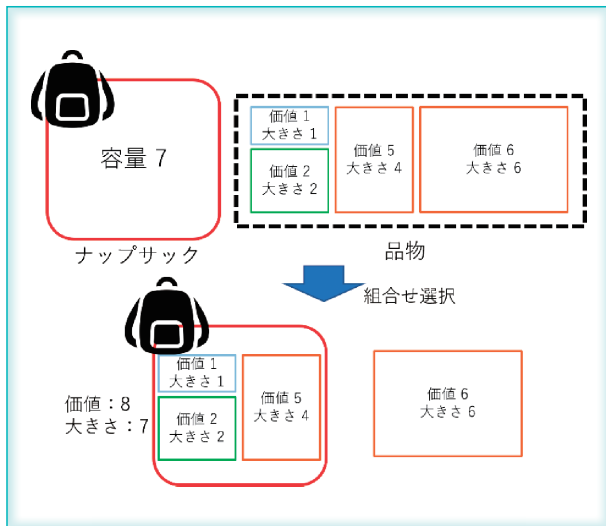 容量 7
価値 1
大きさ 1
価値 2
大きさ 2
価値 5
大きさ 4
価値 6
大きさ 6
ナップサック
品物
組合せ選択
価値：8
大きさ：7
価値 1
大きさ 1
価値 2
大きさ 2
価値 5
大きさ 4
価値 6
大きさ 6